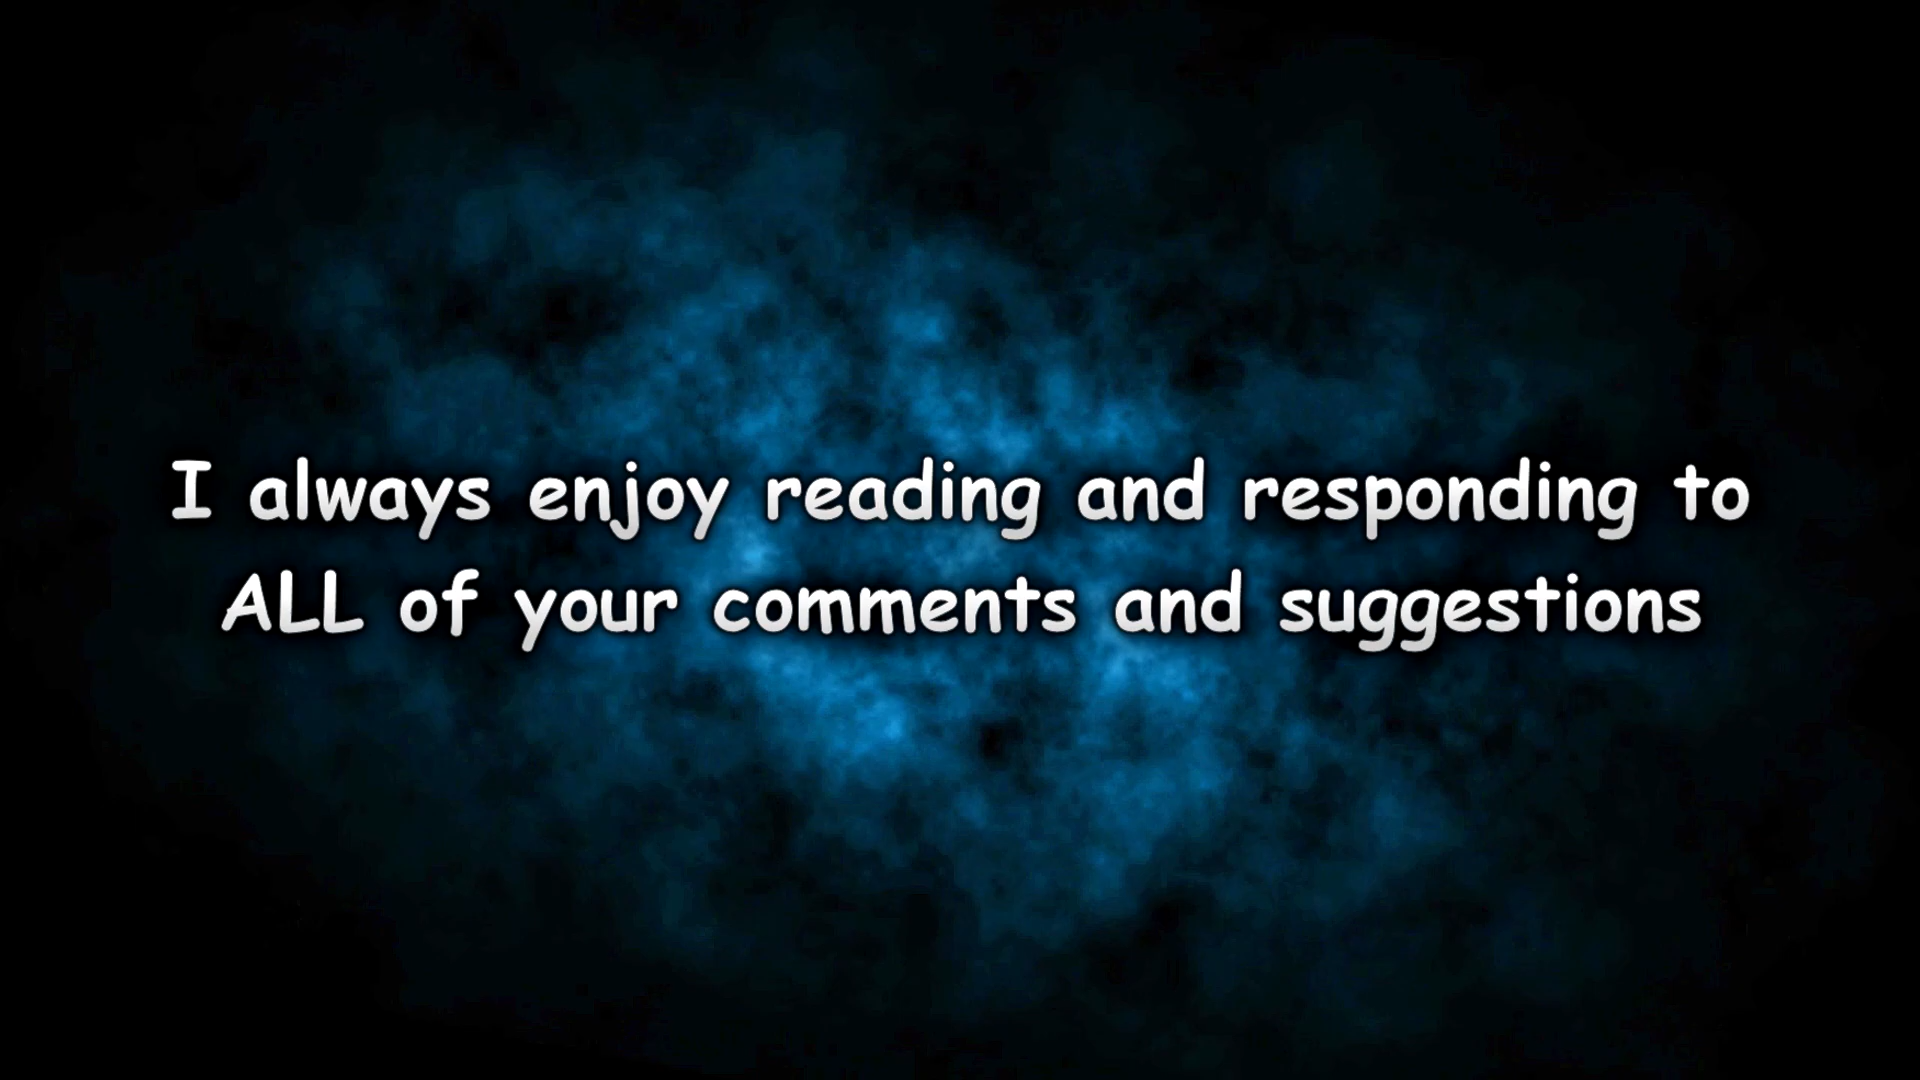 I always enjoy reading and responding to
ALL of your comments and suggestions